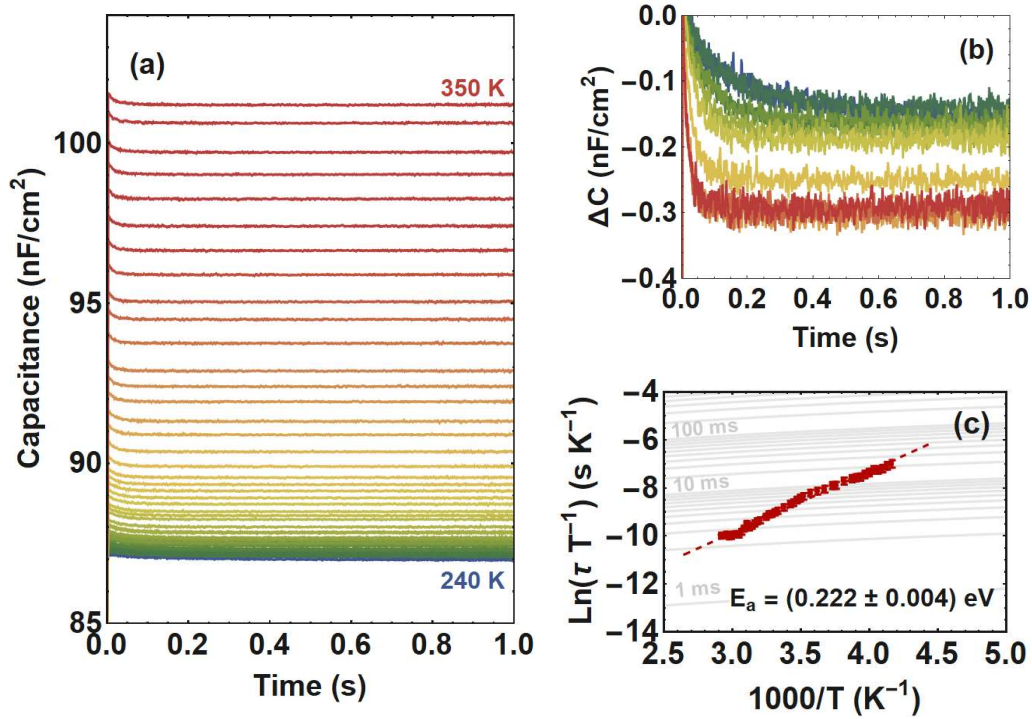 (a)
350 K
240 K
Capacitance (nF/cm²)
100
95
90
85
0.0 0.2 0.4 0.6 0.8 1.0
Time (s)
(b)
ΔC (nF/cm²)
0.0
−0.1
−0.2
−0.3
−0.4
0.0 0.2 0.4 0.6 0.8 1.0
Time (s)
(c)
Ln(τ T⁻¹) (s K⁻¹)
−4
−6
−8
−10
−12
−14
100 ms
10 ms
1 ms
Eₐ = (0.222 ± 0.004) eV
2.5 3.0 3.5 4.0 4.5 5.0
1000/T (K⁻¹)